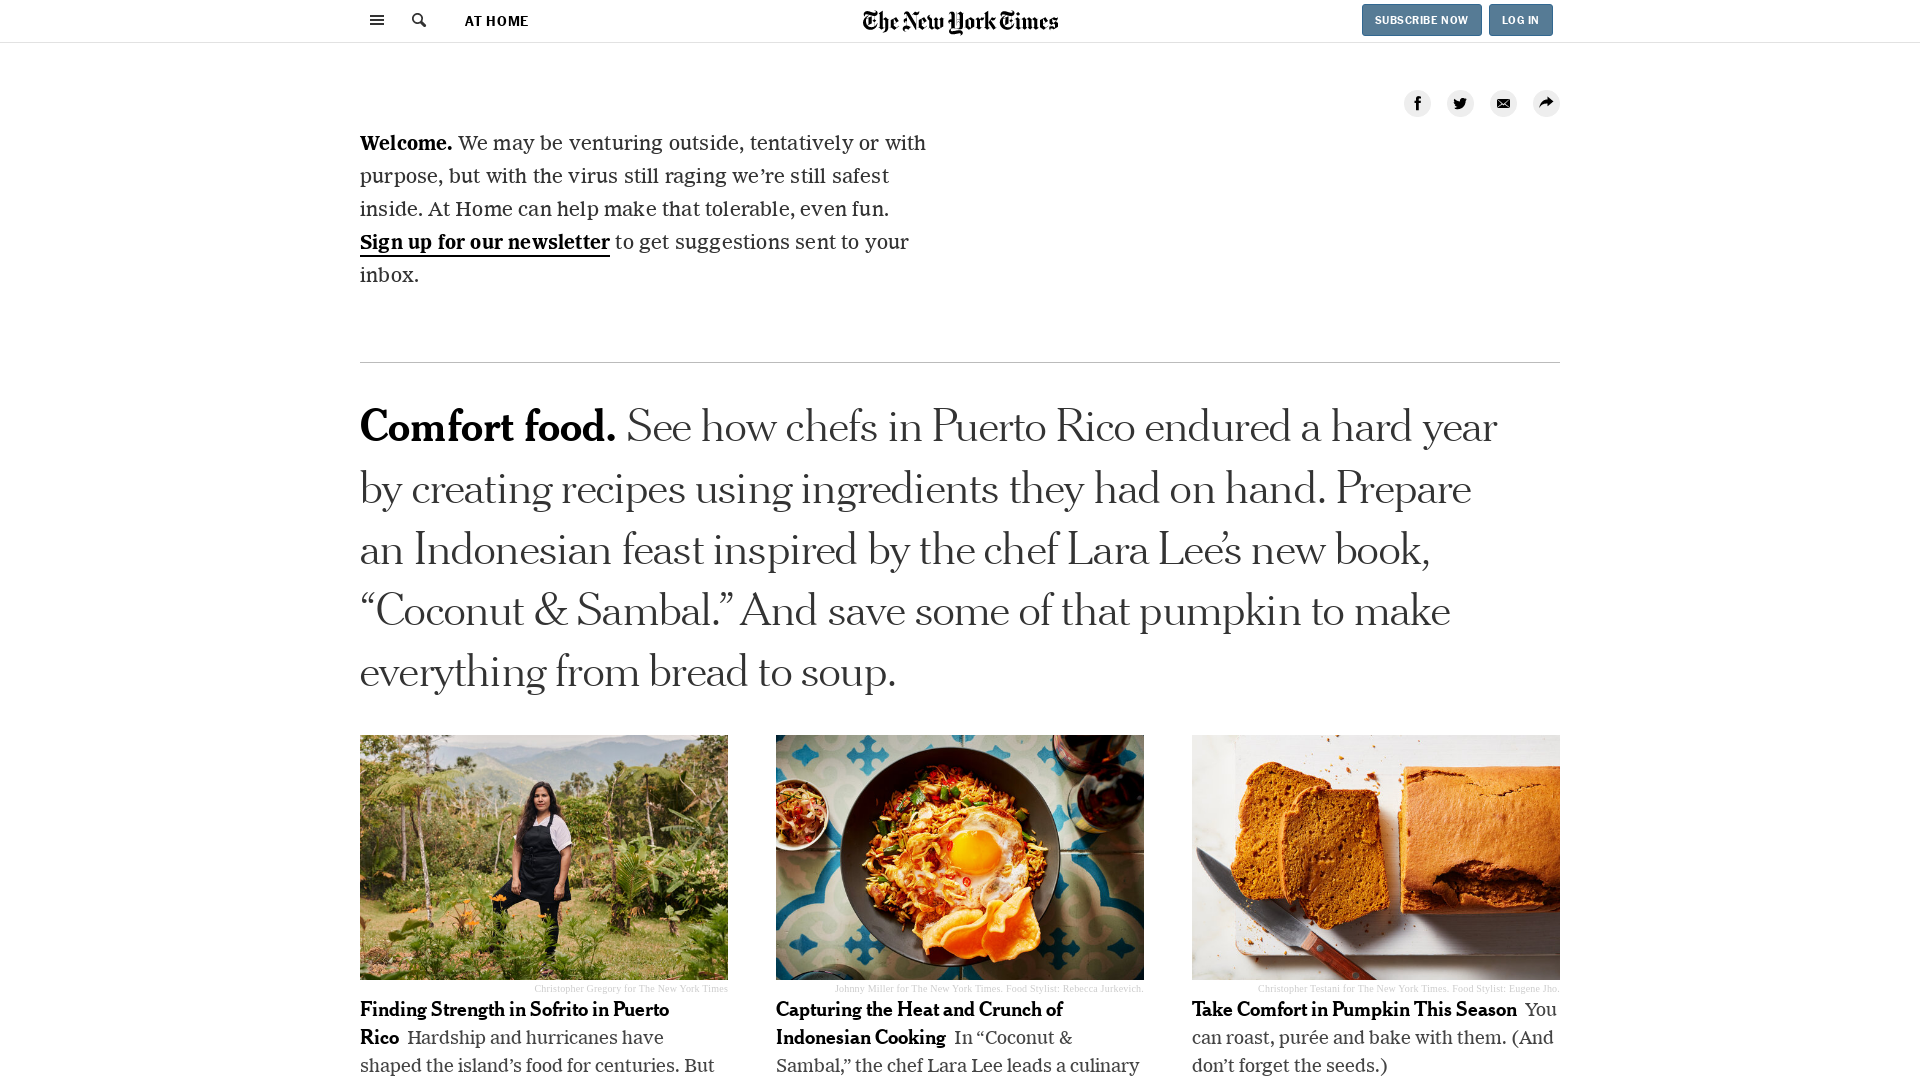 AT HOME
The New York Times
SUBSCRIBE NOW
LOG IN
Welcome. We may be venturing outside, tentatively or with
purpose, but with the virus still raging we’re still safest
inside. At Home can help make that tolerable, even fun.
Sign up for our newsletter to get suggestions sent to your
inbox.
Comfort food. See how chefs in Puerto Rico endured a hard year
by creating recipes using ingredients they had on hand. Prepare
an Indonesian feast inspired by the chef Lara Lee’s new book,
“Coconut & Sambal.” And save some of that pumpkin to make
everything from bread to soup.
Christopher Gregory for The New York Times
Finding Strength in Sofrito in Puerto
Rico Hardship and hurricanes have
shaped the island’s food for centuries. But
Johnny Miller for The New York Times. Food Stylist: Rebecca Jurkevich.
Capturing the Heat and Crunch of
Indonesian Cooking In “Coconut &
Sambal,” the chef Lara Lee leads a culinary
Christopher Testani for The New York Times. Food Stylist: Eugene Jho.
Take Comfort in Pumpkin This Season You
can roast, purée and bake with them. (And
don’t forget the seeds.)